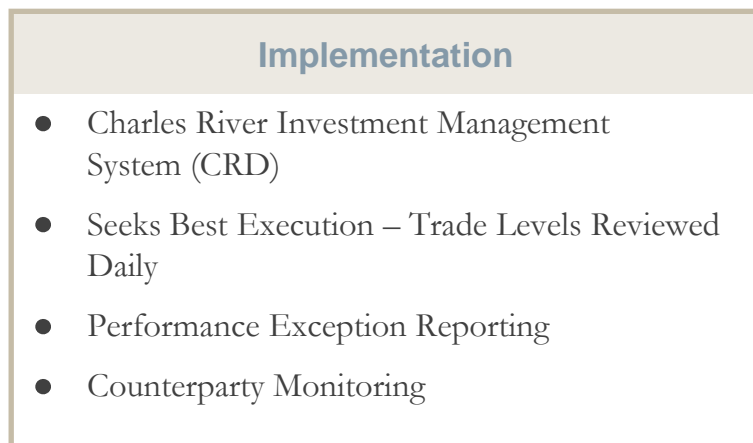 Implementation
● Charles River Investment Management
System (CRD)
● Seeks Best Execution – Trade Levels Reviewed
Daily
● Performance Exception Reporting
● Counterparty Monitoring